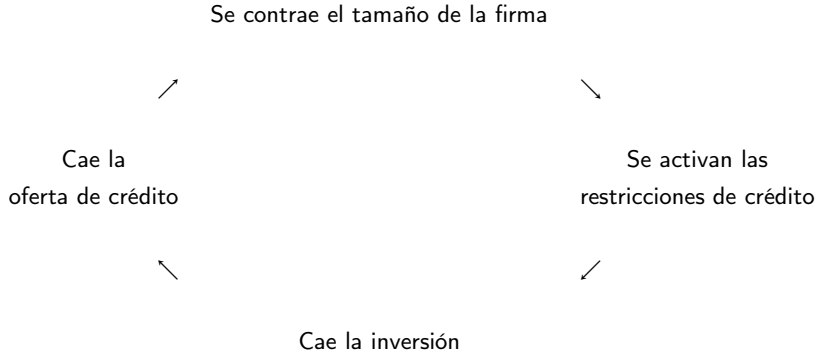 Se contrae el tamaño de la firma
Cae la
oferta de crédito
Se activan las
restricciones de crédito
Cae la inversión